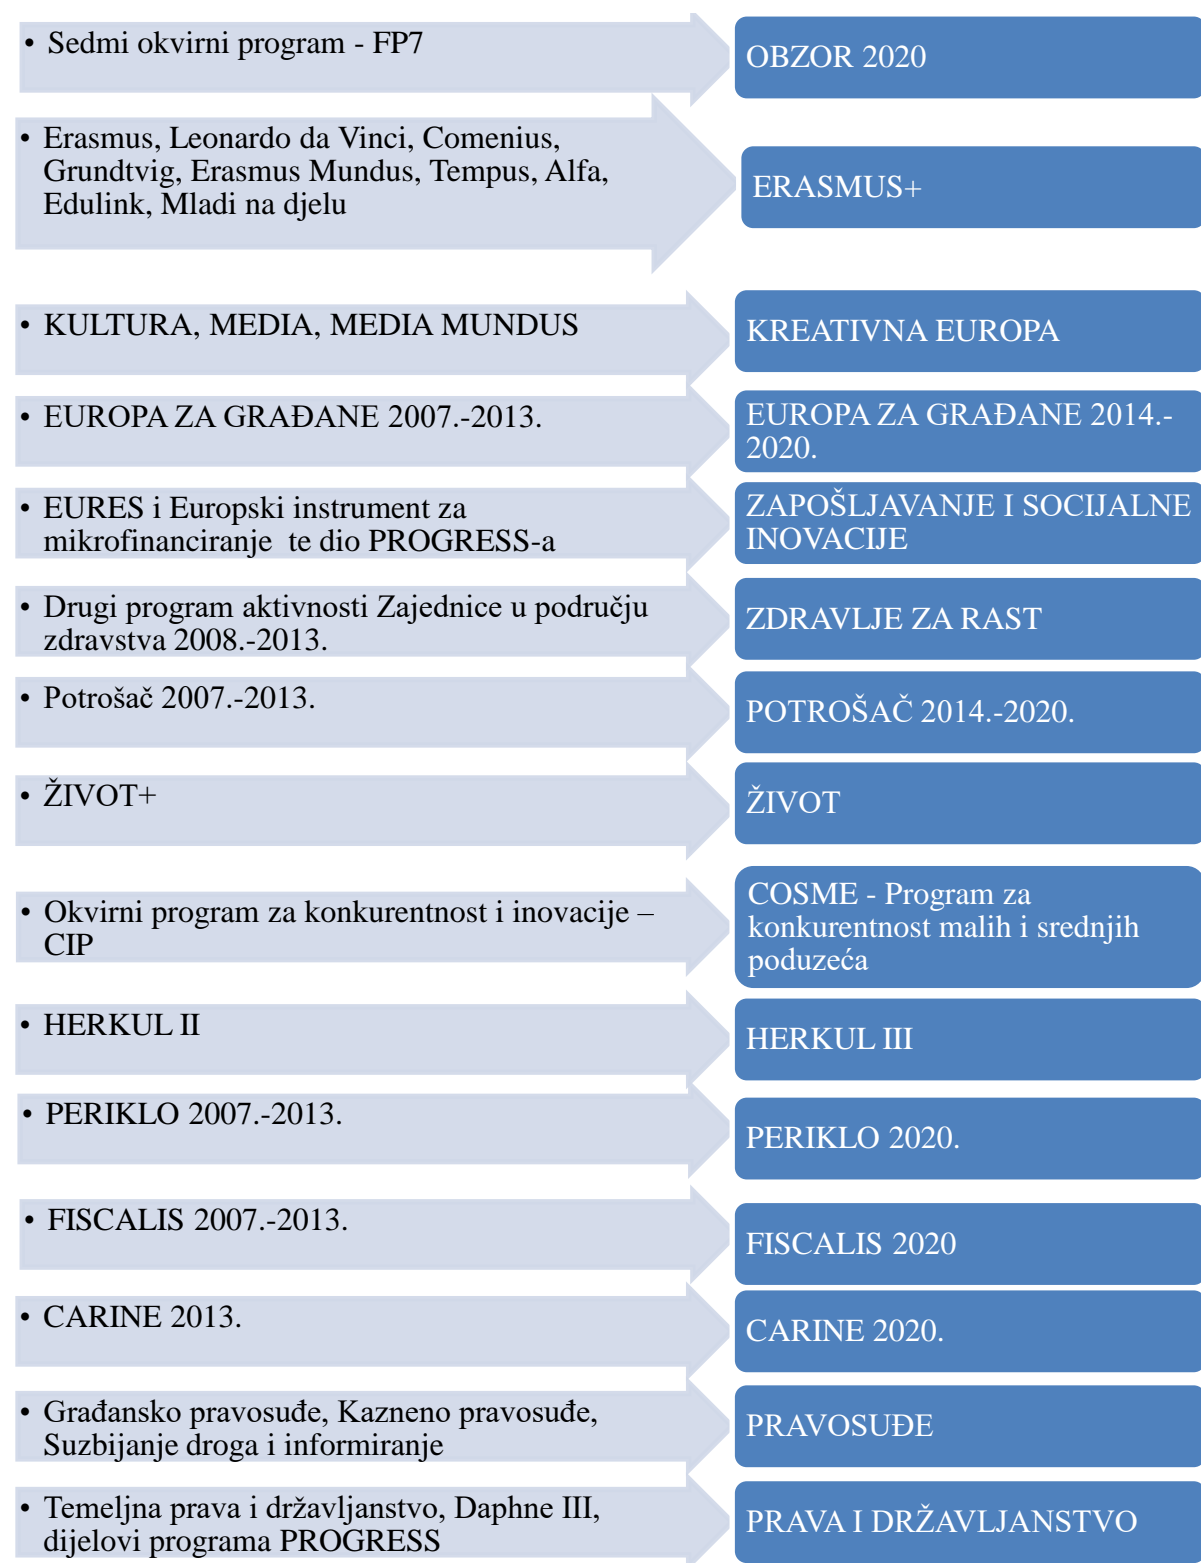 • Sedmi okvirni program - FP7
OBZOR 2020
• Erasmus, Leonardo da Vinci, Comenius,
Grundtvig, Erasmus Mundus, Tempus, Alfa,
Edulink, Mladi na djelu
ERASMUS+
• KULTURA, MEDIA, MEDIA MUNDUS
KREATIVNA EUROPA
• EUROPA ZA GRAĐANE 2007.-2013.
EUROPA ZA GRAĐANE 2014.-
2020.
• EURES i Europski instrument za
mikrofinanciranje te dio PROGRESS-a
ZAPOŠLJAVANJE I SOCIJALNE
INOVACIJE
• Drugi program aktivnosti Zajednice u području
zdravstva 2008.-2013.
ZDRAVLJE ZA RAST
• Potrošač 2007.-2013.
POTROŠAČ 2014.-2020.
• ŽIVOT+
ŽIVOT
• Okvirni program za konkurentnost i inovacije –
CIP
COSME - Program za
konkurentnost malih i srednjih
poduzeća
• HERKUL II
HERKUL III
• PERIKLO 2007.-2013.
PERIKLO 2020.
• FISCALIS 2007.-2013.
FISCALIS 2020
• CARINE 2013.
CARINE 2020.
• Građansko pravosuđe, Kazneno pravosuđe,
Suzbijanje droga i informiranje
PRAVOSUĐE
• Temeljna prava i državljanstvo, Daphne III,
dijelovi programa PROGRESS
PRAVA I DRŽAVLJANSTVO